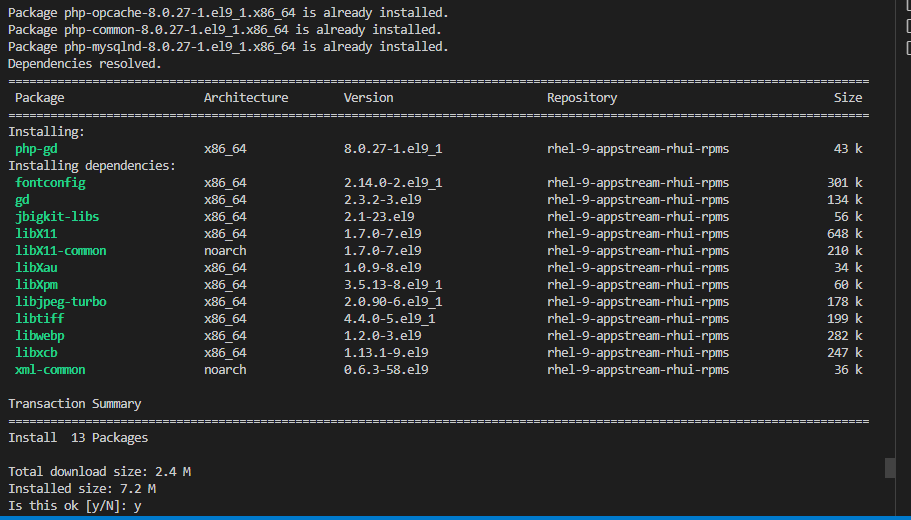 Package php-opcache-8.0.27-1.el9_1.x86_64 is already installed.
Package php-common-8.0.27-1.el9_1.x86_64 is already installed.
Package php-mysqlnd-8.0.27-1.el9_1.x86_64 is already installed.
Dependencies resolved.
================================================================================
Package Architecture Version Repository Size
================================================================================
Installing:
php-gd x86_64 8.0.27-1.el9_1 rhel-9-appstream-rhui-rpms 43 k
Installing dependencies:
fontconfig x86_64 2.14.0-2.el9_1 rhel-9-appstream-rhui-rpms 301 k
gd x86_64 2.3.2-3.el9 rhel-9-appstream-rhui-rpms 134 k
jbigkit-libs x86_64 2.1-23.el9 rhel-9-appstream-rhui-rpms 56 k
libX11 x86_64 1.7.0-7.el9 rhel-9-appstream-rhui-rpms 648 k
libX11-common noarch 1.7.0-7.el9 rhel-9-appstream-rhui-rpms 210 k
libXau x86_64 1.0.9-8.el9 rhel-9-appstream-rhui-rpms 34 k
libXpm x86_64 3.5.13-8.el9_1 rhel-9-appstream-rhui-rpms 60 k
libjpeg-turbo x86_64 2.0.90-6.el9_1 rhel-9-appstream-rhui-rpms 178 k
libtiff x86_64 4.4.0-5.el9_1 rhel-9-appstream-rhui-rpms 199 k
libwebp x86_64 1.2.0-3.el9 rhel-9-appstream-rhui-rpms 282 k
libxcb x86_64 1.13.1-9.el9 rhel-9-appstream-rhui-rpms 247 k
xml-common noarch 0.6.3-58.el9 rhel-9-appstream-rhui-rpms 36 k
Transaction Summary
================================================================================
Install 13 Packages
Total download size: 2.4 M
Installed size: 7.2 M
Is this ok [y/N]: y